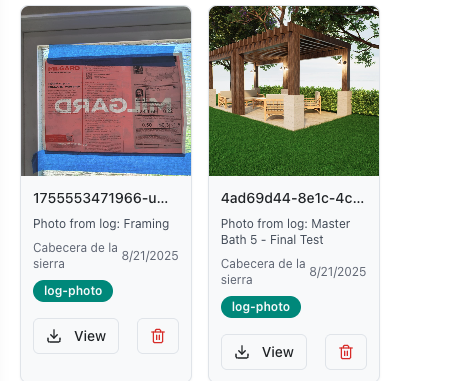 MILGARD
MILGARD
1755553471966-u...
Photo from log: Framing
Cabecera de la
sierra
8/21/2025
log-photo
View
4ad69d44-8e1c-4c...
Photo from log: Master
Bath 5 - Final Test
Cabecera de la
sierra
8/21/2025
log-photo
View